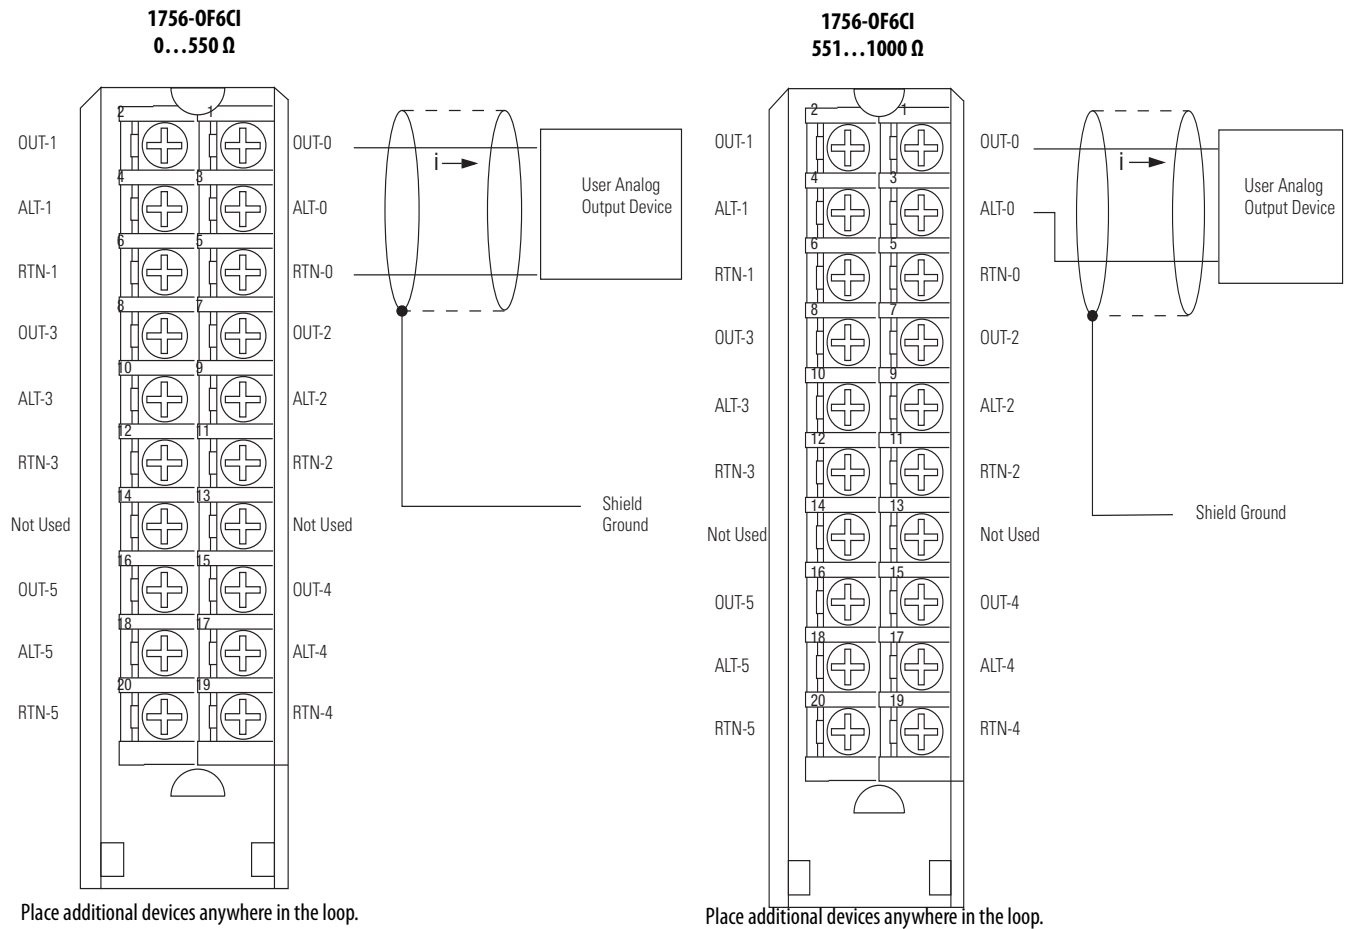 1756-OF6CI
0…550 Ω
2 1
OUT-1 OUT-0
4 3
ALT-1 ALT-0
6 5
RTN-1 RTN-0
8 7
OUT-3 OUT-2
10 9
ALT-3 ALT-2
12 11
RTN-3 RTN-2
14 13
Not Used Not Used
16 15
OUT-5 OUT-4
18 17
ALT-5 ALT-4
20 19
RTN-5 RTN-4
i
User Analog
Output Device
Shield
Ground
Place additional devices anywhere in the loop.
1756-OF6CI
551…1000 Ω
2 1
OUT-1 OUT-0
4 3
ALT-1 ALT-0
6 5
RTN-1 RTN-0
8 7
OUT-3 OUT-2
10 9
ALT-3 ALT-2
12 11
RTN-3 RTN-2
14 13
Not Used Not Used
16 15
OUT-5 OUT-4
18 17
ALT-5 ALT-4
20 19
RTN-5 RTN-4
i
User Analog
Output Device
Shield Ground
Place additional devices anywhere in the loop.